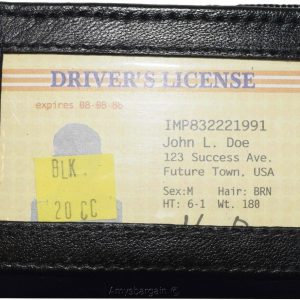 DRIVER'S LICENSE
expires 08-08-86
IMP832221991
John L. Doe
123 Success Ave.
Future Town, USA
Sex:M Hair: BRN
HT: 6-1 Wt. 180
BLK
20 CC
Amysbargain ©